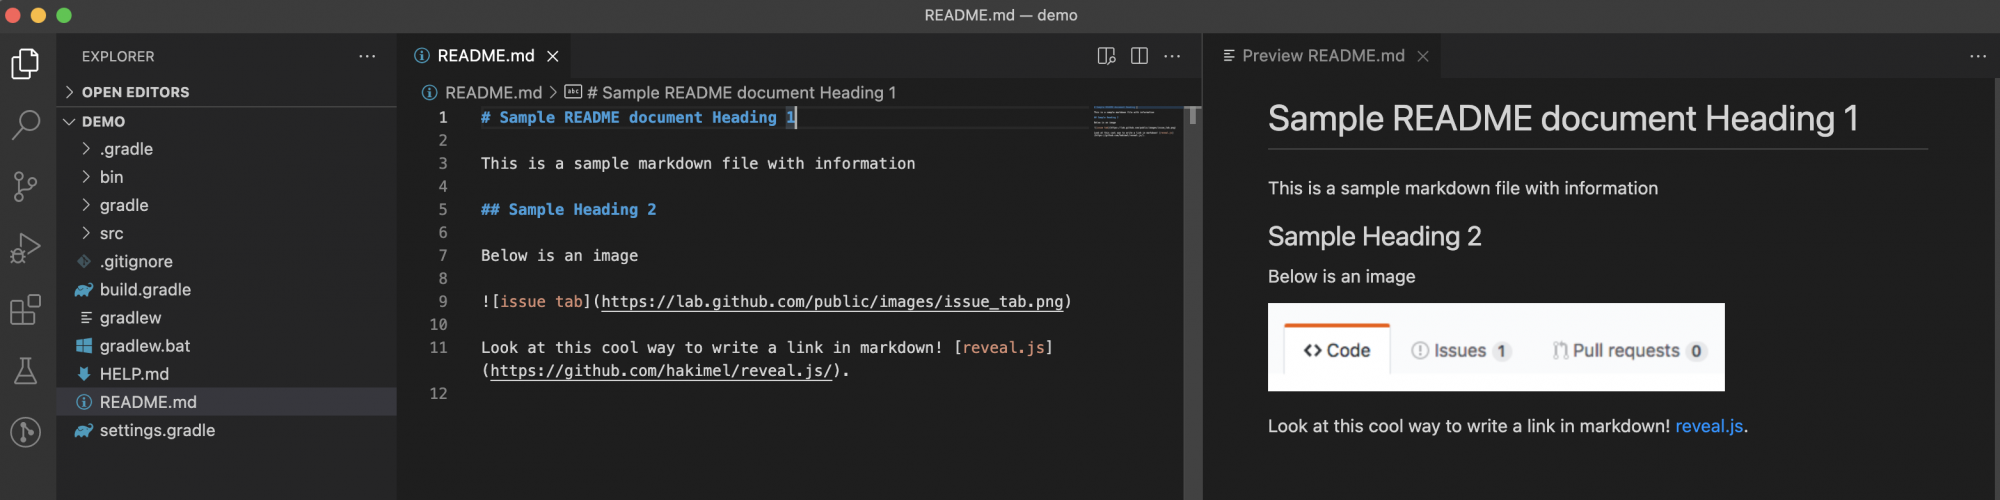 README.md — demo
EXPLORER
OPEN EDITORS
DEMO
.gradle
bin
gradle
src
.gitignore
build.gradle
gradlew
gradlew.bat
HELP.md
README.md
settings.gradle
README.md
README.md > # Sample README document Heading 1
1 # Sample README document Heading 1
2
3 This is a sample markdown file with information
4
5 ## Sample Heading 2
6
7 Below is an image
8
9 ![issue tab](https://lab.github.com/public/images/issue_tab.png)
10
11 Look at this cool way to write a link in markdown! [reveal.js]
(https://github.com/hakimel/reveal.js/).
12
Preview README.md
Sample README document Heading 1
This is a sample markdown file with information
Sample Heading 2
Below is an image
<> Code Issues 1 Pull requests 0
Look at this cool way to write a link in markdown! reveal.js.